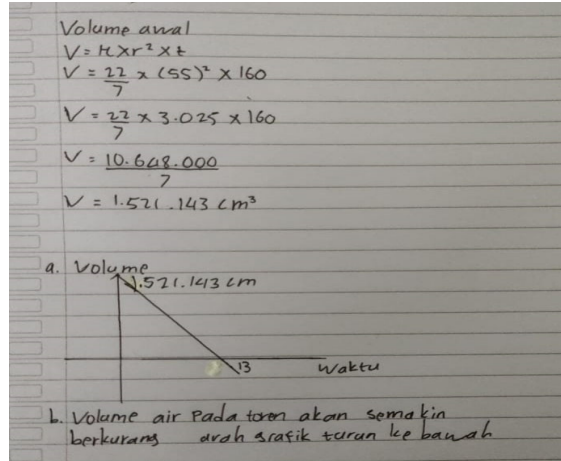 Volume awal
V = π x r² x t
V = 22/7 x (55)² x 160
V = 22/7 x 3.025 x 160
V = 10.648.000/7
V = 1.521.143 cm³
a. Volume
1.521.143 cm
13
Waktu
b. Volume air Pada toren akan semakin
berkurang arah grafik turun ke bawah